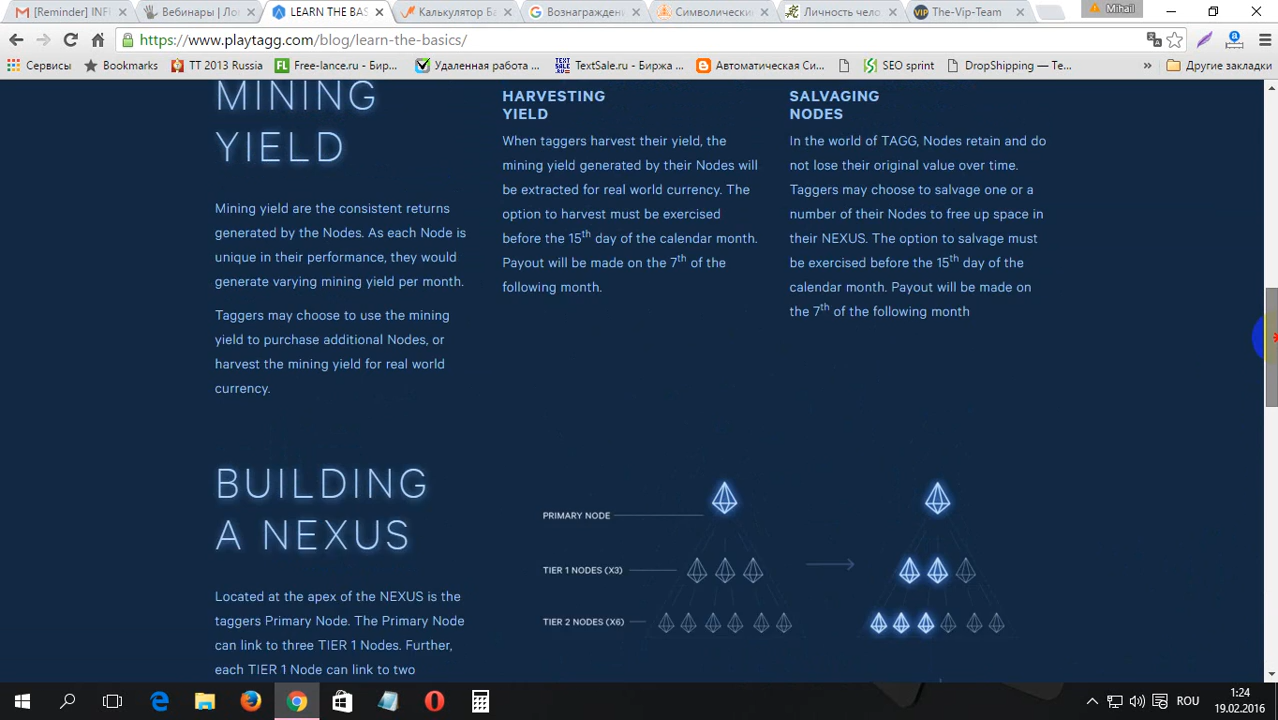 [Reminder] INF
Вебинары | Ло
LEARN THE BAS
Калькулятор Ба
Вознаграждени
Символически
Личность чело
The-Vip-Team
Mihail
https://www.playtagg.com/blog/learn-the-basics/
Сервисы
Bookmarks
TT 2013 Russia
Free-lance.ru - Бир...
Удаленная работа ...
TextSale.ru - Биржа ...
Автоматическая Си...
SEO sprint
DropShipping — Те...
»
Другие закладки
MINING
YIELD
Mining yield are the consistent returns
generated by the Nodes. As each Node is
unique in their performance, they would
generate varying mining yield per month.
Taggers may choose to use the mining
yield to purchase additional Nodes, or
harvest the mining yield for real world
currency.
HARVESTING
YIELD
When taggers harvest their yield, the
mining yield generated by their Nodes will
be extracted for real world currency. The
option to harvest must be exercised
before the 15th day of the calendar month.
Payout will be made on the 7th of the
following month.
SALVAGING
NODES
In the world of TAGG, Nodes retain and do
not lose their original value over time.
Taggers may choose to salvage one or a
number of their Nodes to free up space in
their NEXUS. The option to salvage must
be exercised before the 15th day of the
calendar month. Payout will be made on
the 7th of the following month
BUILDING
A NEXUS
Located at the apex of the NEXUS is the
taggers Primary Node. The Primary Node
can link to three TIER 1 Nodes. Further,
each TIER 1 Node can link to two
PRIMARY NODE
TIER 1 NODES (X3)
TIER 2 NODES (X6)
ROU
1:24
19.02.2016